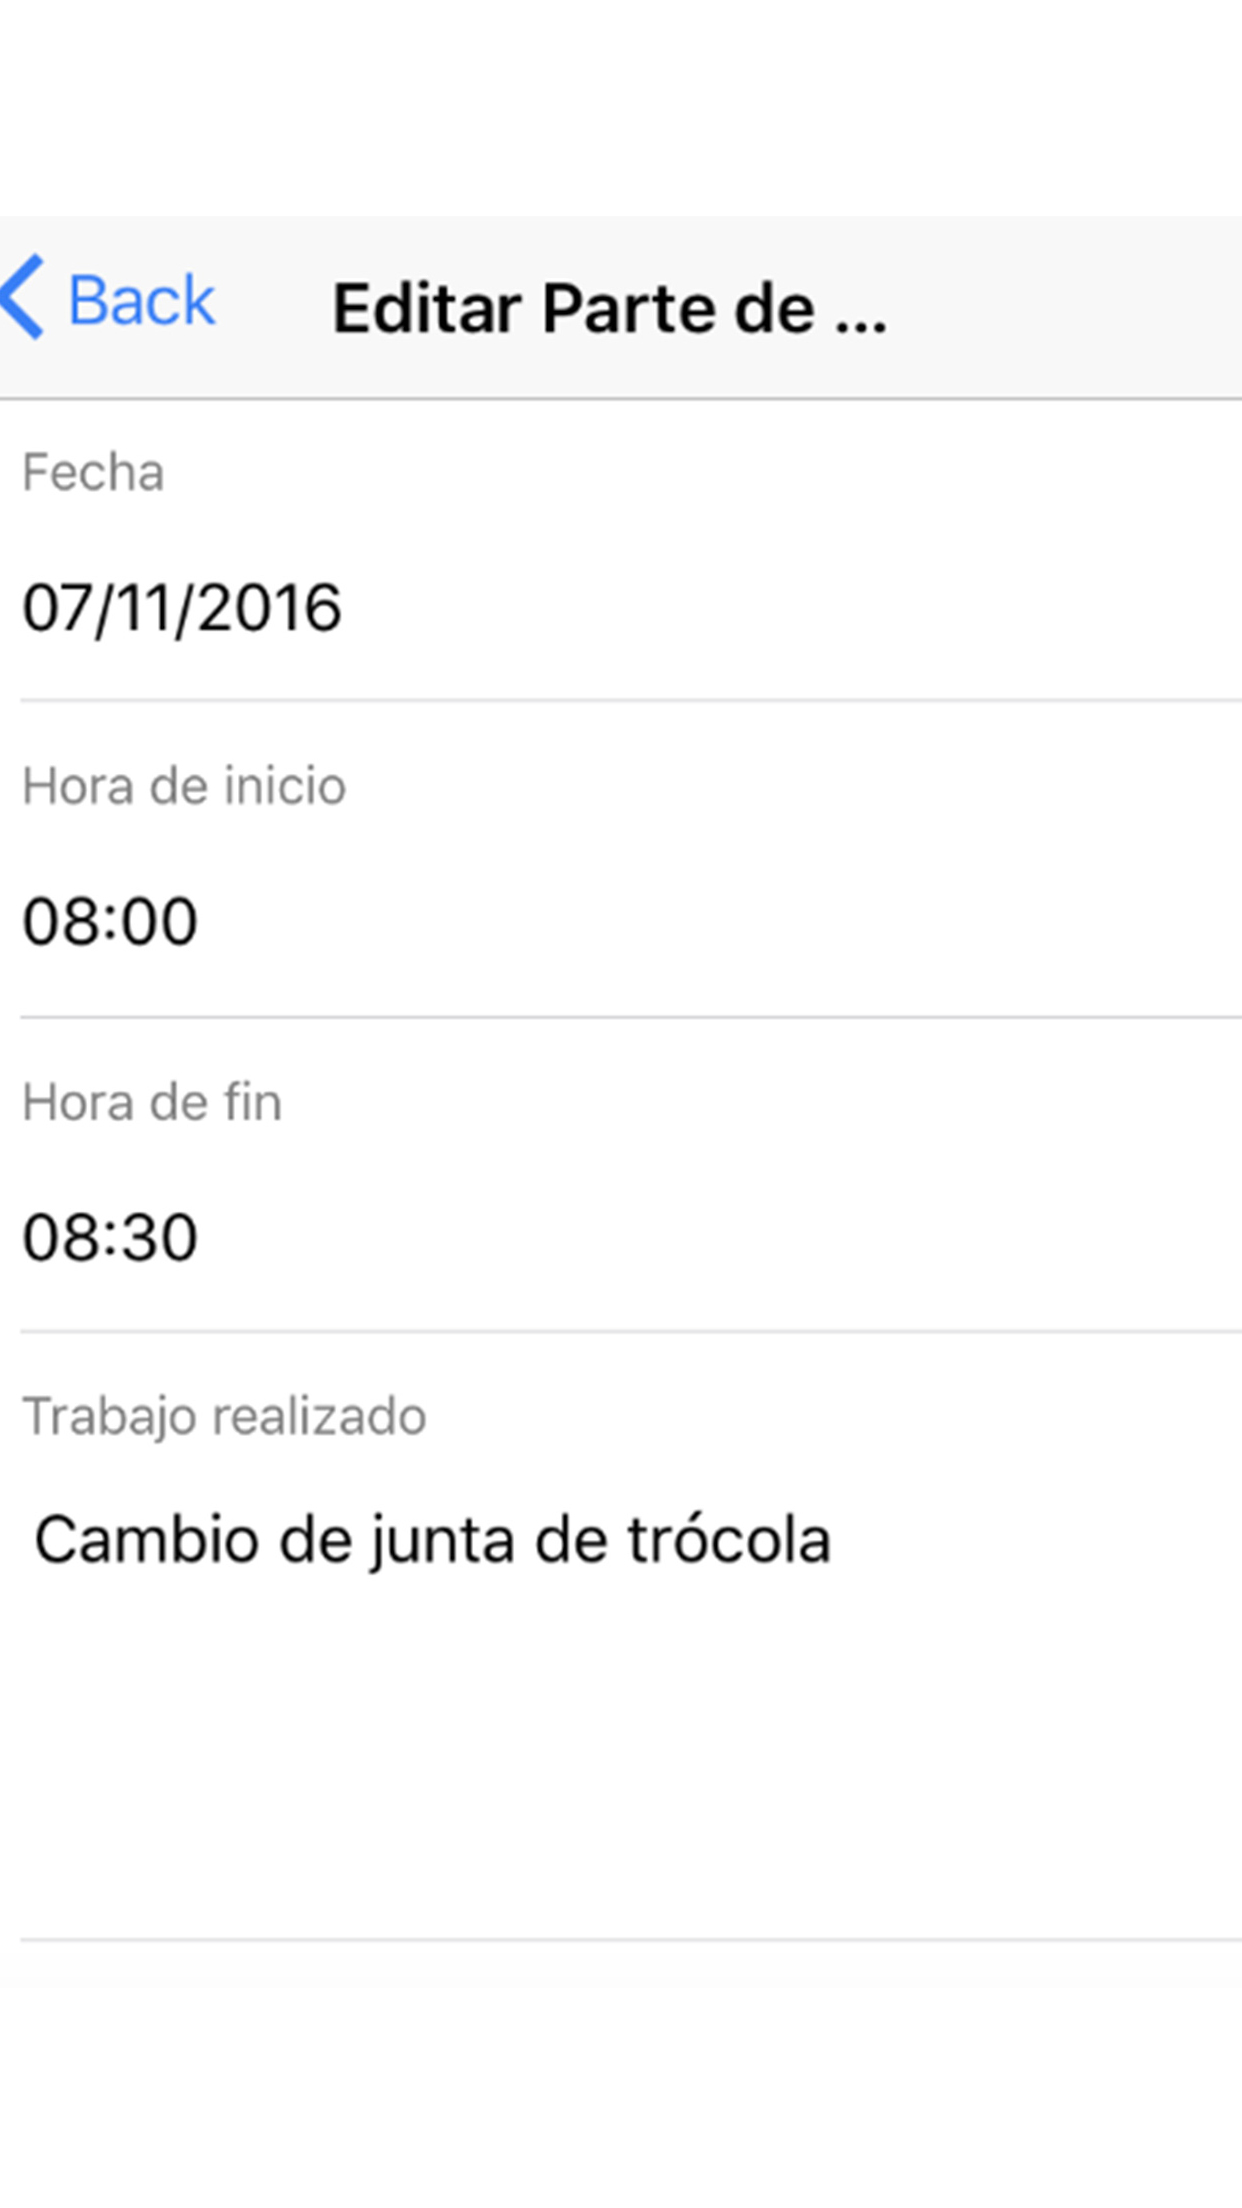 Back
Editar Parte de ...
Fecha
07/11/2016
Hora de inicio
08:00
Hora de fin
08:30
Trabajo realizado
Cambio de junta de trócola